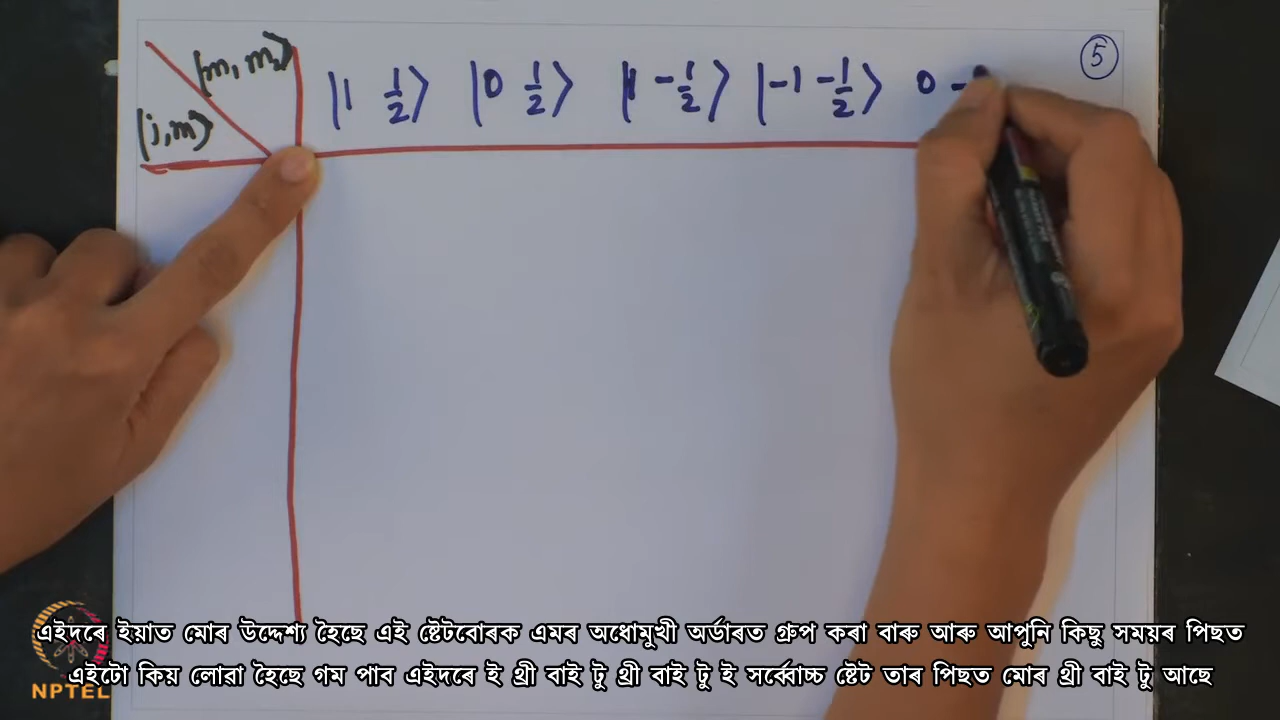 |m₁ m₂⟩ |1 1/2⟩ |0 1/2⟩ |1 -1/2⟩ |-1 -1/2⟩ 0 - ⑤
|j, m⟩
এইদৰে ইয়াত মোৰ উদ্দেশ্য হৈছে এই ষ্টেটবোৰক এমৰ অধোমুখী অৰ্ডাৰত গ্ৰুপ কৰা বাৰু আৰু আপুনি কিছু সময়ৰ পিছত
এইটো কিয় লোৱা হৈছে গম পাব এইদৰে ই থ্ৰী বাই টু থ্ৰী বাই টু ই সৰ্ব্বোচ্চ ষ্টেট তাৰ পিছত মোৰ থ্ৰী বাই টু আছে
NPTEL